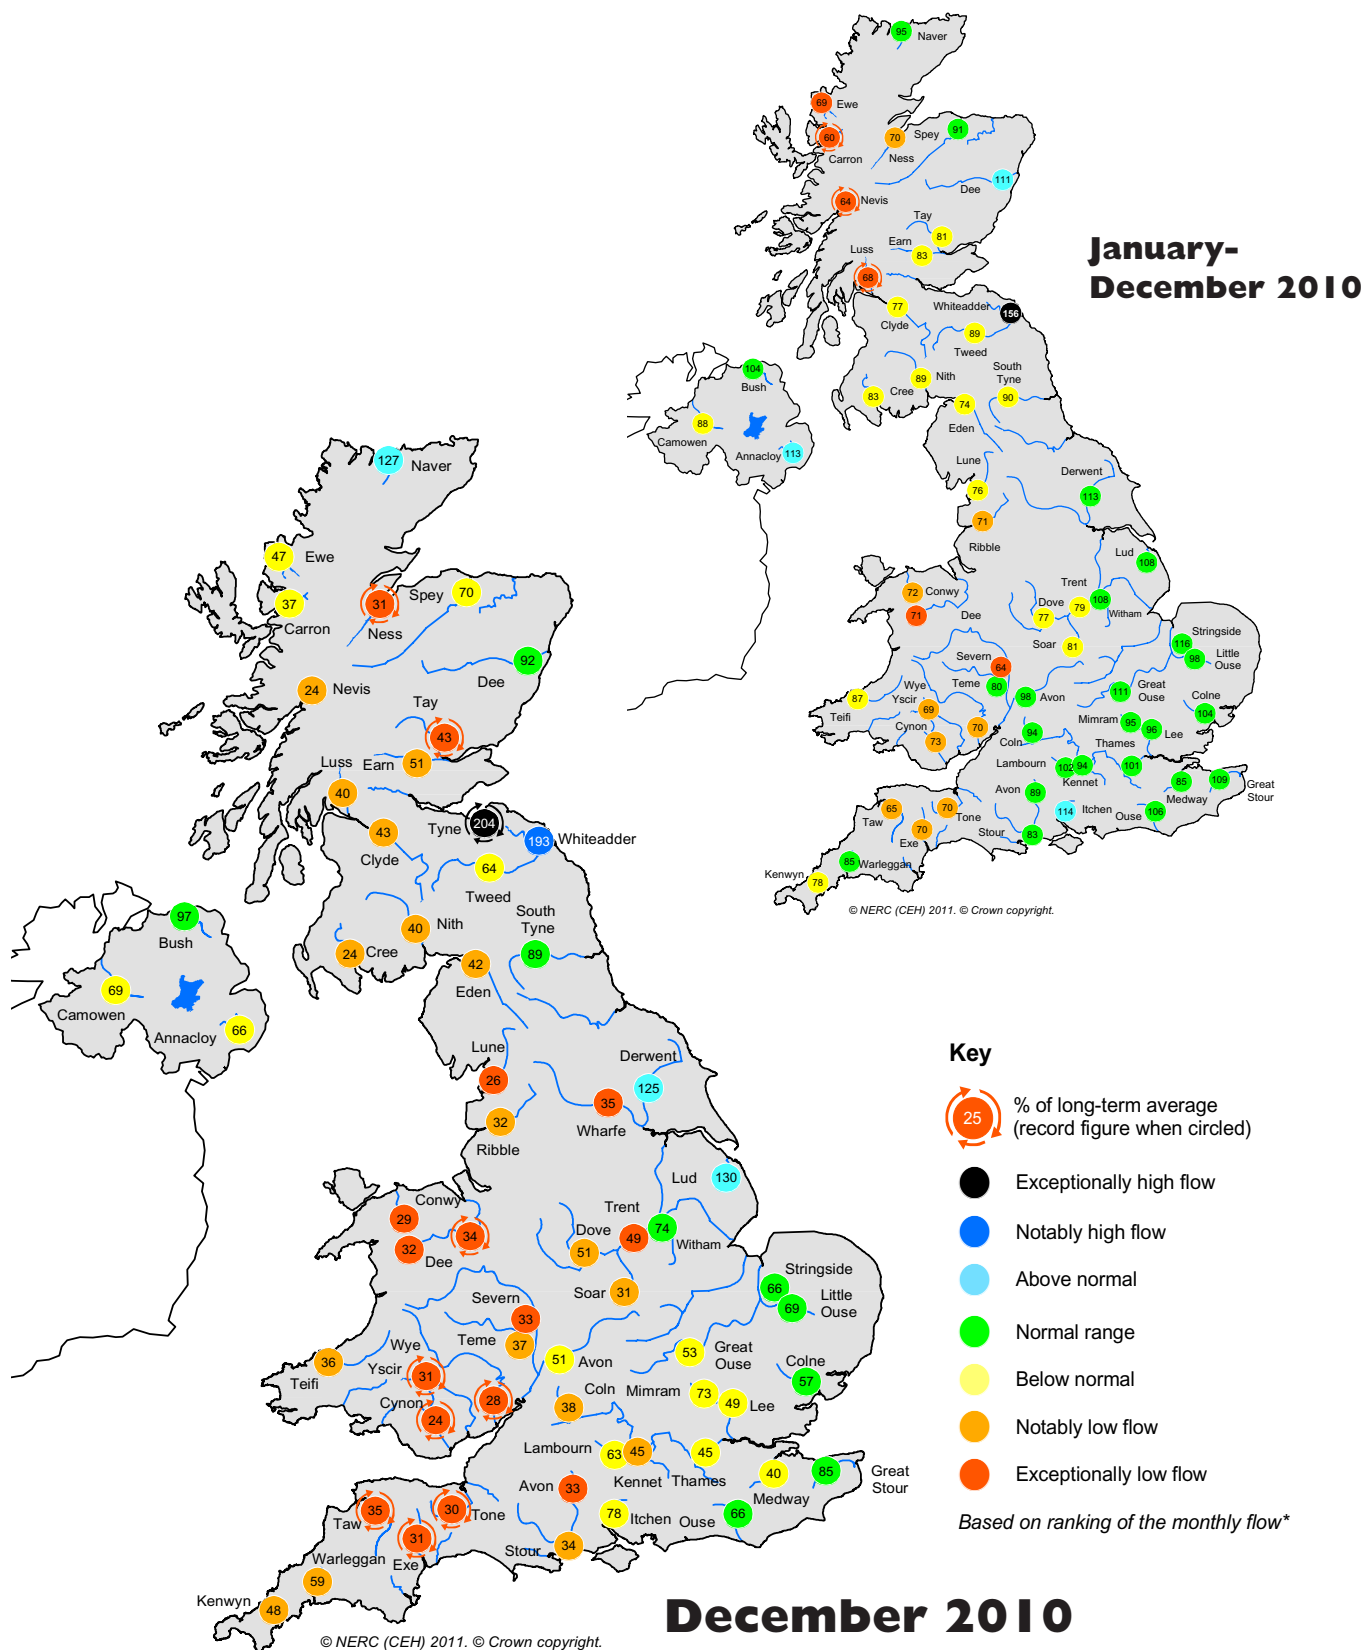 95
Naver
69
Ewe
60
Carron
70
Ness
Spey
91
Dee
111
64
Nevis
Tay
81
Earn
83
Luss
68
January-
December 2010
77
Clyde
Whiteadder
156
89
Tweed
104
Bush
88
Camowen
Annacloy
113
89
Nith
83
Cree
South
Tyne
90
74
Eden
Lune
76
71
Ribble
Derwent
113
Lud
108
72
Conwy
71
Dee
Trent
108
Witham
Dove
77
79
Soar
81
Stringside
116
98
Little
Ouse
Severn
64
Teme
80
98
Avon
111
Great
Ouse
Colne
104
87
Teifi
Wye
Yscir
69
Cynon
73
70
94
Coln
Mimram
95
96
Lee
Thames
101
Lambourn
102
94
Kennet
85
Medway
109
Great
Stour
Avon
89
114
Itchen
Ouse
106
65
Taw
70
Tone
70
Exe
Stour
83
85
Warleggan
Kenwyn
78
© NERC (CEH) 2011. © Crown copyright.
127
Naver
47
Ewe
37
Carron
31
Ness
Spey
70
92
Dee
24
Nevis
Tay
43
Earn
51
Luss
40
43
Clyde
Tyne
204
193
Whiteadder
64
Tweed
97
Bush
69
Camowen
Annacloy
66
40
Nith
24
Cree
South
Tyne
89
42
Eden
Lune
26
32
Ribble
Derwent
125
35
Wharfe
Lud
130
Conwy
29
32
34
Dee
Trent
74
Witham
Dove
51
49
Soar
31
Stringside
66
69
Little
Ouse
Severn
33
Teme
37
51
Avon
53
Great
Ouse
Colne
57
36
Teifi
Wye
Yscir
31
Cynon
24
28
Coln
38
Mimram
73
49
Lee
Lambourn
63
45
Kennet
45
Thames
40
Medway
85
Great
Stour
Avon
33
78
Itchen
Ouse
66
35
Taw
30
Tone
31
Exe
Stour
34
Warleggan
59
Kenwyn
48
© NERC (CEH) 2011. © Crown copyright.
December 2010
Key
25
% of long-term average
(record figure when circled)
Exceptionally high flow
Notably high flow
Above normal
Normal range
Below normal
Notably low flow
Exceptionally low flow
Based on ranking of the monthly flow*